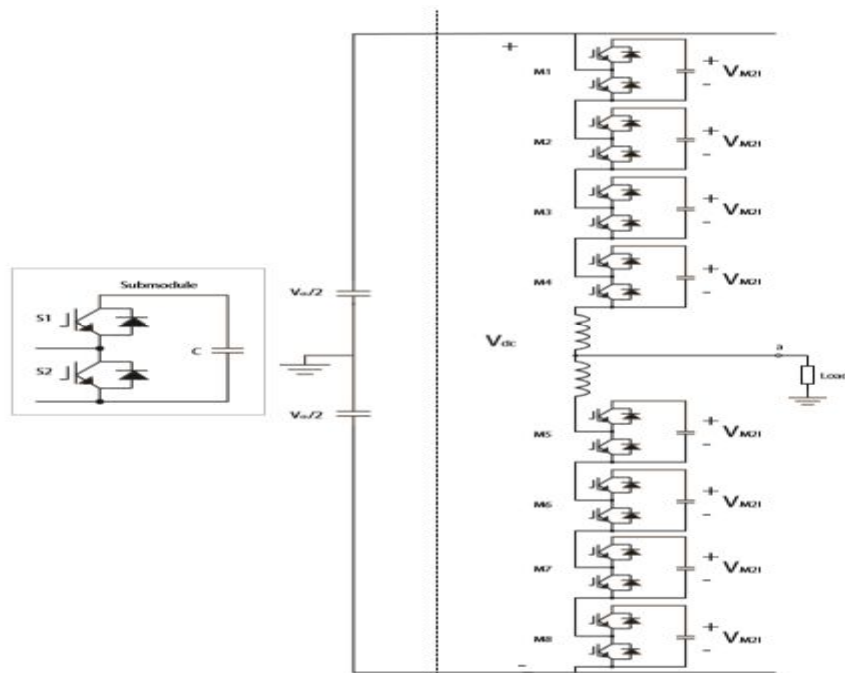 +
M1
+
VM2I
-
M2
+
VM2I
-
M3
+
VM2I
-
Submodule
S1
C
S2
Vdc/2
M4
+
VM2I
-
Vdc
a
Load
Vdc/2
M5
+
VM2I
-
M6
+
VM2I
-
M7
+
VM2I
-
M8
+
VM2I
-
-